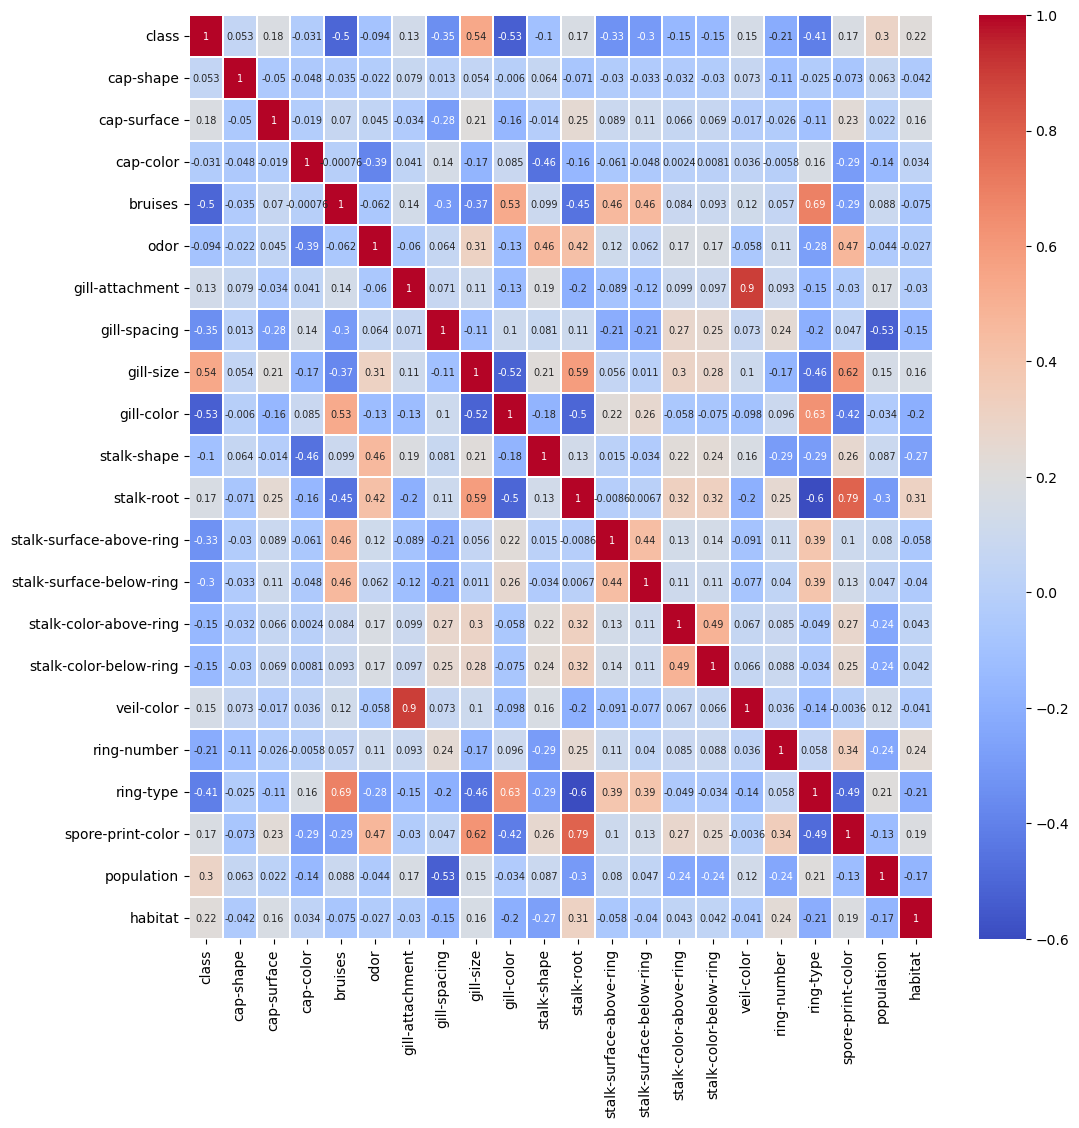 class 1 0.053 0.18 -0.031 -0.5 -0.094 0.13 -0.35 0.54 -0.53 -0.1 0.17 -0.33 -0.3 -0.15 -0.15 0.15 -0.21 -0.41 0.17 0.3 0.22
cap-shape 0.053 1 -0.05 -0.048 -0.035 -0.022 0.079 0.013 0.054 -0.006 0.064 -0.071 -0.03 -0.033 -0.032 -0.03 0.073 -0.11 -0.025 -0.073 0.063 -0.042
cap-surface 0.18 -0.05 1 -0.019 0.07 0.045 -0.034 -0.28 0.21 -0.16 -0.014 0.25 0.089 0.11 0.066 0.069 -0.017 -0.026 -0.11 0.23 0.022 0.16
cap-color -0.031 -0.048 -0.019 1 0.00076 -0.39 0.041 0.14 -0.17 0.085 -0.46 -0.16 -0.061 -0.048 0.0024 0.0081 0.036 -0.0058 0.16 -0.29 -0.14 0.034
bruises -0.5 -0.035 0.07 -0.00076 1 -0.062 0.14 -0.3 -0.37 0.53 0.099 -0.45 0.46 0.46 0.084 0.093 0.12 0.057 0.69 -0.29 0.088 -0.075
odor -0.094 -0.022 0.045 -0.39 -0.062 1 -0.06 0.064 0.31 -0.13 0.46 0.42 0.12 0.062 0.17 0.17 -0.058 0.11 -0.28 0.47 -0.044 -0.027
gill-attachment 0.13 0.079 -0.034 0.041 0.14 -0.06 1 0.071 0.11 -0.13 0.19 -0.2 -0.089 -0.12 0.099 0.097 0.9 0.093 -0.15 -0.03 0.17 -0.03
gill-spacing -0.35 0.013 -0.28 0.14 -0.3 0.064 0.071 1 -0.11 0.1 0.081 0.11 -0.21 -0.21 0.27 0.25 0.073 0.24 -0.2 0.047 -0.53 -0.15
gill-size 0.54 0.054 0.21 -0.17 -0.37 0.31 0.11 -0.11 1 -0.52 0.21 0.59 0.056 0.011 0.3 0.28 0.1 -0.17 -0.46 0.62 0.15 0.16
gill-color -0.53 -0.006 -0.16 0.085 0.53 -0.13 -0.13 0.1 -0.52 1 -0.18 -0.5 0.22 0.26 -0.058 -0.075 -0.098 0.096 0.63 -0.42 -0.034 -0.2
stalk-shape -0.1 0.064 -0.014 -0.46 0.099 0.46 0.19 0.081 0.21 -0.18 1 0.13 0.015 -0.034 0.22 0.24 0.16 -0.29 -0.29 0.26 0.087 -0.27
stalk-root 0.17 -0.071 0.25 -0.16 -0.45 0.42 -0.2 0.11 0.59 -0.5 0.13 1 -0.0086 0.0067 0.32 0.32 -0.2 0.25 -0.6 0.79 -0.3 0.31
stalk-surface-above-ring -0.33 -0.03 0.089 -0.061 0.46 0.12 -0.089 -0.21 0.056 0.22 0.015 -0.0086 1 0.44 0.13 0.14 -0.091 0.11 0.39 0.1 0.08 -0.058
stalk-surface-below-ring -0.3 -0.033 0.11 -0.048 0.46 0.062 -0.12 -0.21 0.011 0.26 -0.034 0.0067 0.44 1 0.11 0.11 -0.077 0.04 0.39 0.13 0.047 -0.04
stalk-color-above-ring -0.15 -0.032 0.066 0.0024 0.084 0.17 0.099 0.27 0.3 -0.058 0.22 0.32 0.13 0.11 1 0.49 0.067 0.085 -0.049 0.27 -0.24 0.043
stalk-color-below-ring -0.15 -0.03 0.069 0.0081 0.093 0.17 0.097 0.25 0.28 -0.075 0.24 0.32 0.14 0.11 0.49 1 0.066 0.088 -0.034 0.25 -0.24 0.042
veil-color 0.15 0.073 -0.017 0.036 0.12 -0.058 0.9 0.073 0.1 -0.098 0.16 -0.2 -0.091 -0.077 0.067 0.066 1 0.036 -0.14 -0.0036 0.12 -0.041
ring-number -0.21 -0.11 -0.026 -0.0058 0.057 0.11 0.093 0.24 -0.17 0.096 -0.29 0.25 0.11 0.04 0.085 0.088 0.036 1 0.058 0.34 -0.24 0.24
ring-type -0.41 -0.025 -0.11 0.16 0.69 -0.28 -0.15 -0.2 -0.46 0.63 -0.29 -0.6 0.39 0.39 -0.049 -0.034 -0.14 0.058 1 -0.49 0.21 -0.21
spore-print-color 0.17 -0.073 0.23 -0.29 -0.29 0.47 -0.03 0.047 0.62 -0.42 0.26 0.79 0.1 0.13 0.27 0.25 -0.0036 0.34 -0.49 1 -0.13 0.19
population 0.3 0.063 0.022 -0.14 0.088 -0.044 0.17 -0.53 0.15 -0.034 0.087 -0.3 0.08 0.047 -0.24 -0.24 0.12 -0.24 0.21 -0.13 1 -0.17
habitat 0.22 -0.042 0.16 0.034 -0.075 -0.027 -0.03 -0.15 0.16 -0.2 -0.27 0.31 -0.058 -0.04 0.043 0.042 -0.041 0.24 -0.21 0.19 -0.17 1
class
cap-shape
cap-surface
cap-color
bruises
odor
gill-attachment
gill-spacing
gill-size
gill-color
stalk-shape
stalk-root
stalk-surface-above-ring
stalk-surface-below-ring
stalk-color-above-ring
stalk-color-below-ring
veil-color
ring-number
ring-type
spore-print-color
population
habitat
1.0
0.8
0.6
0.4
0.2
0.0
−0.2
−0.4
−0.6